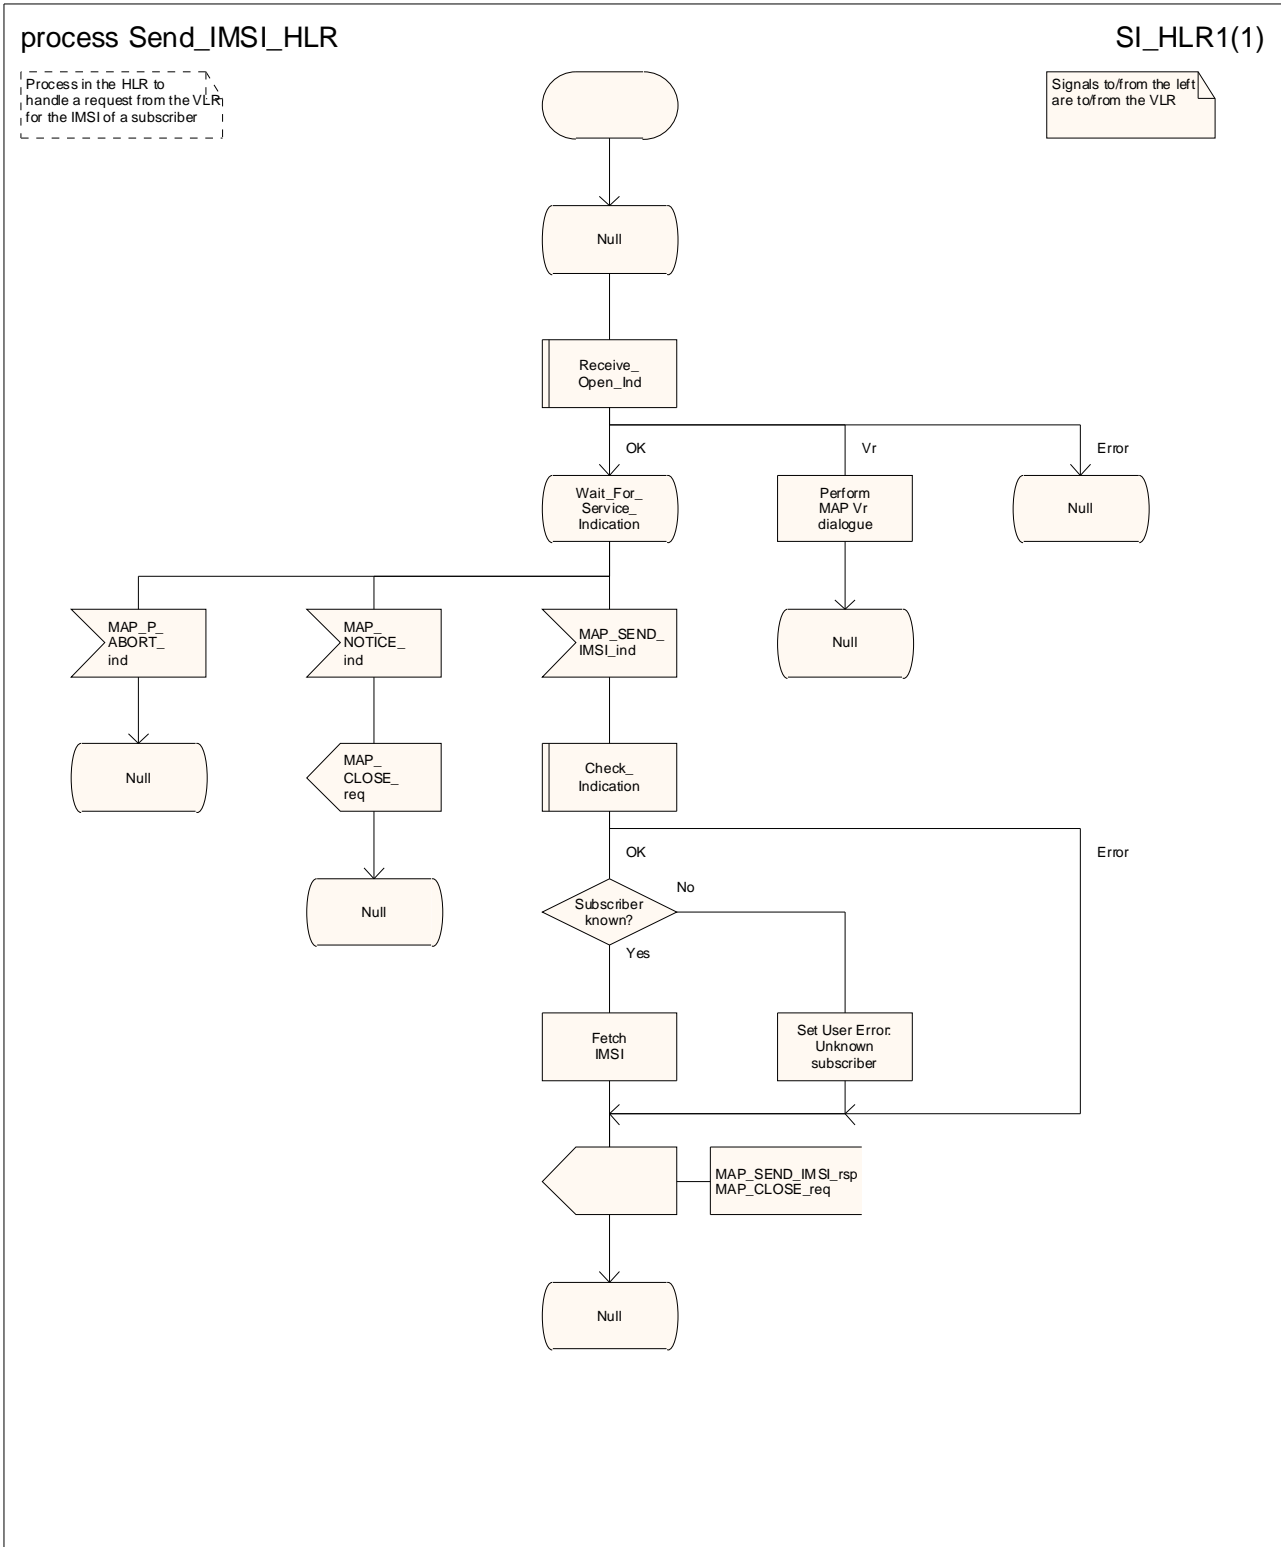 process Send_IMSI_HLR
SI_HLR1(1)
Process in the HLR to
handle a request from the VLR
for the IMSI of a subscriber
Signals to/from the left
are to/from the VLR
Null
Receive_
Open_Ind
OK
Vr
Error
Wait_For_
Service_
Indication
Perform
MAP Vr
dialogue
Null
MAP_P_
ABORT_
ind
MAP_
NOTICE_
ind
MAP_SEND_
IMSI_ind
Null
Null
MAP_
CLOSE_
req
Check_
Indication
OK
Error
Null
Subscriber
known?
No
Yes
Fetch
IMSI
Set User Error:
Unknown
subscriber
MAP_SEND_IMSI_rsp
MAP_CLOSE_req
Null